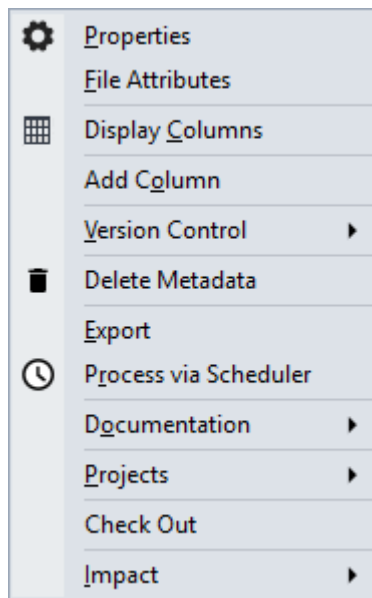 Properties
File Attributes
Display Columns
Add Column
Version Control
Delete Metadata
Export
Process via Scheduler
Documentation
Projects
Check Out
Impact